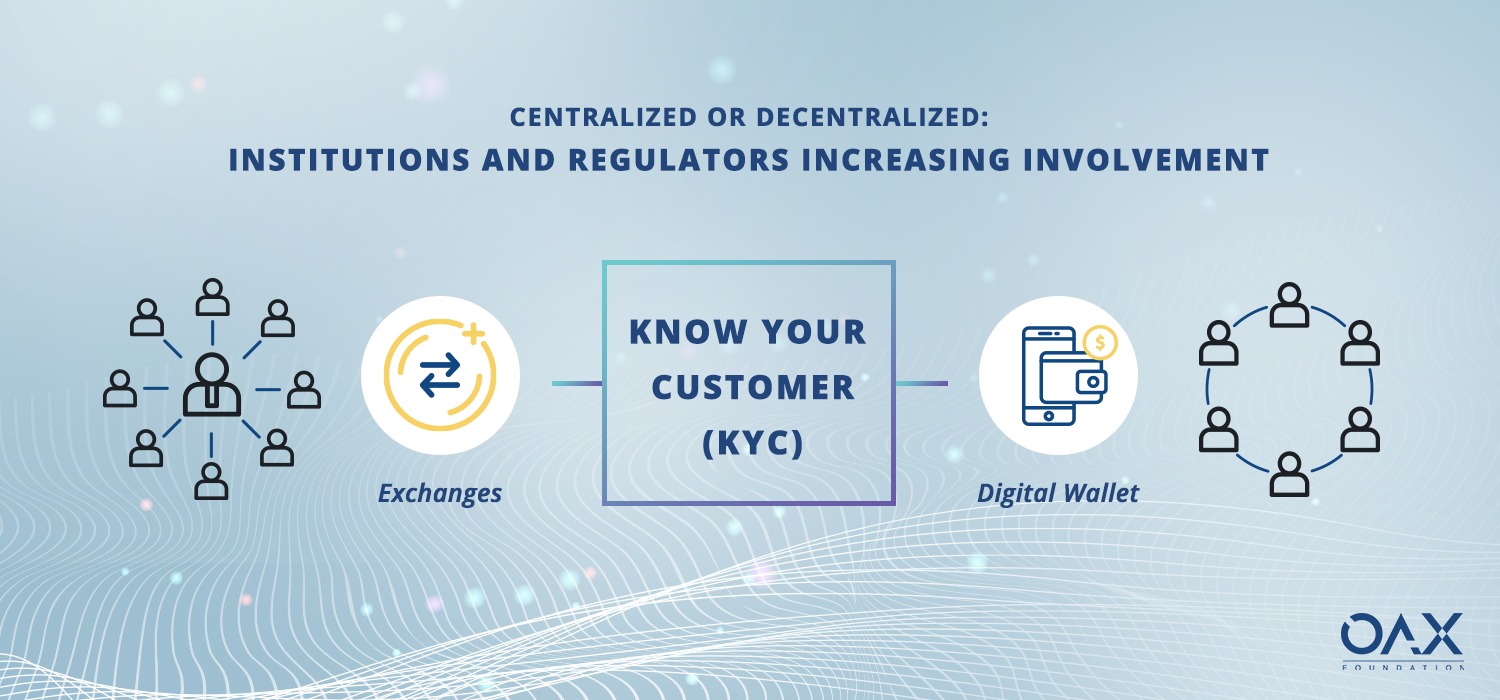 CENTRALIZED OR DECENTRALIZED:
INSTITUTIONS AND REGULATORS INCREASING INVOLVEMENT
KNOW YOUR
CUSTOMER
(KYC)
$
Exchanges
Digital Wallet
OAX
FOUNDATION